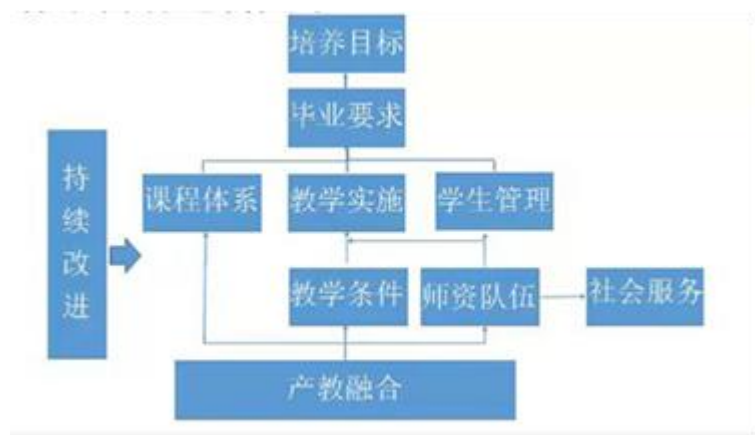 培养目标
毕业要求
持续改进
课程体系
教学实施
学生管理
教学条件
师资队伍
社会服务
产教融合